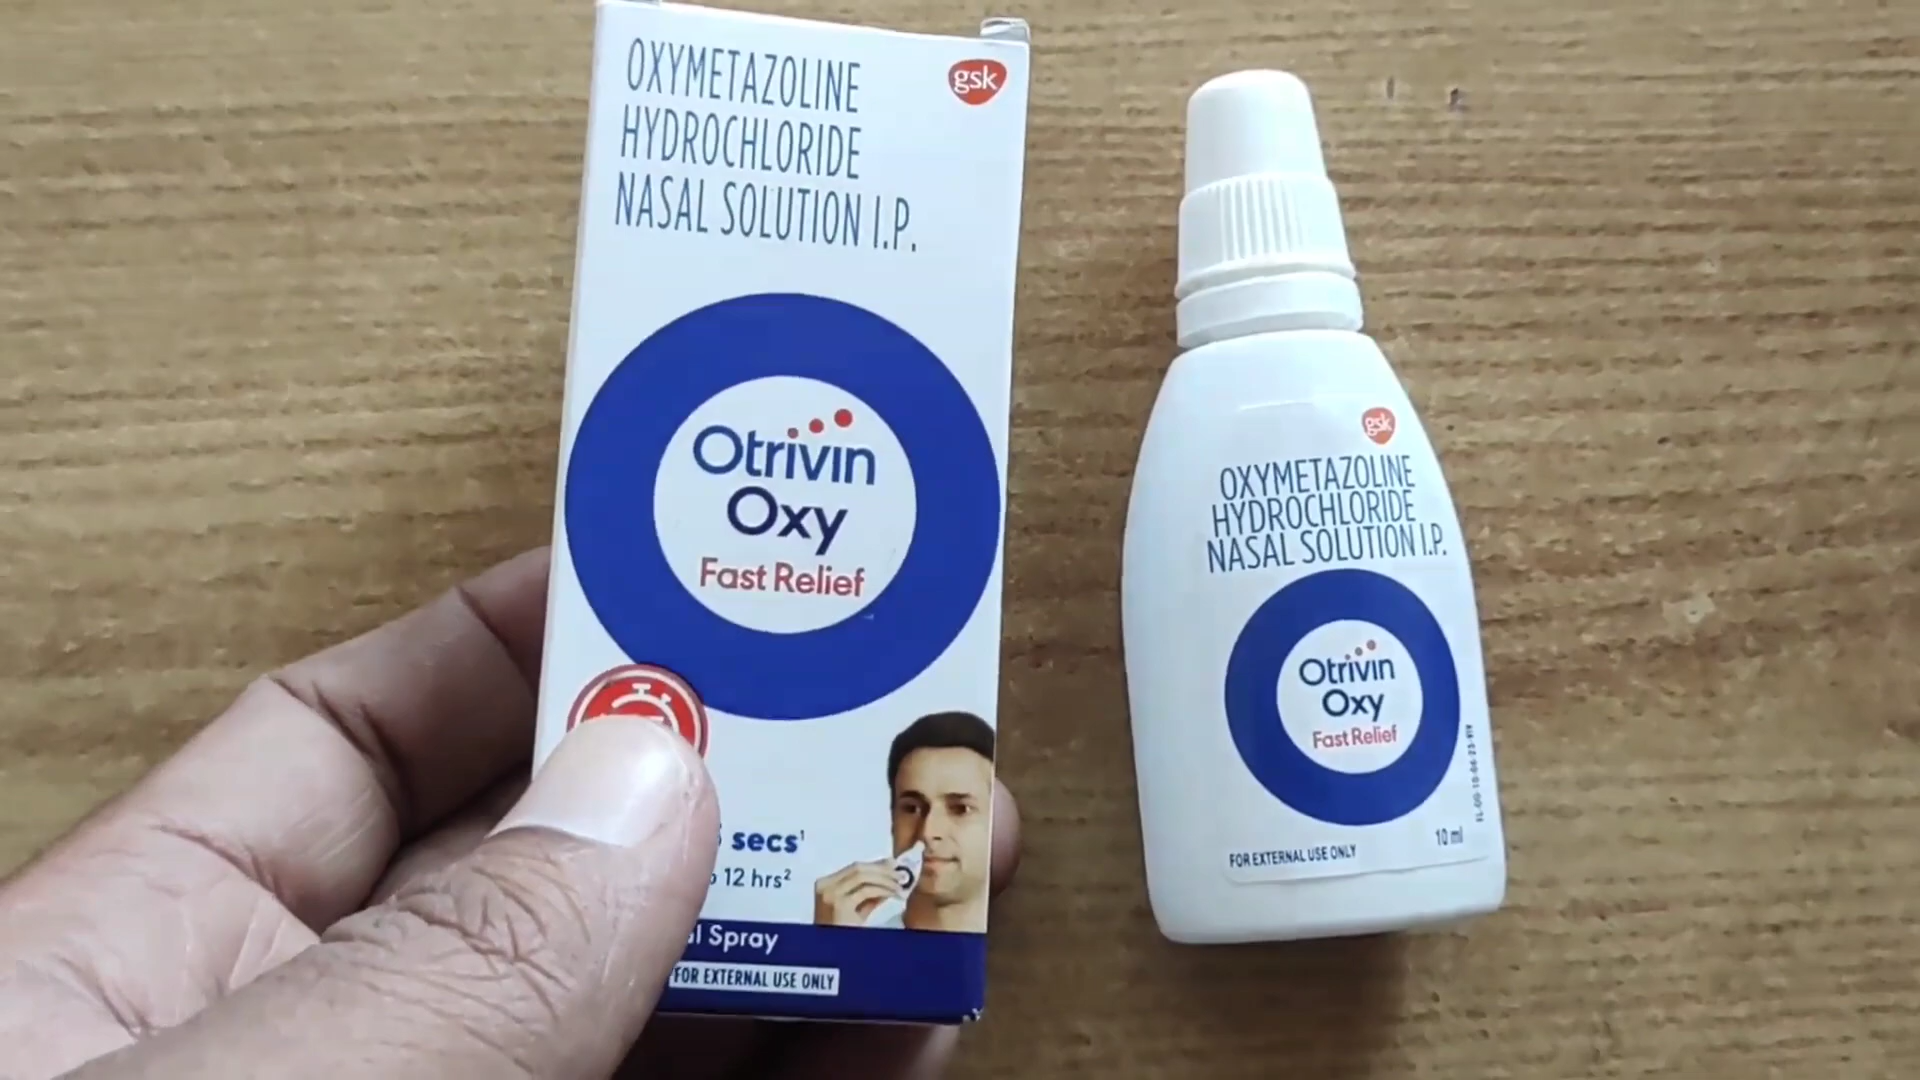 OXYMETAZOLINE
HYDROCHLORIDE
NASAL SOLUTION I.P.
gsk
Otrivin
Oxy
Fast Relief
secs¹
12 hrs²
Spray
FOR EXTERNAL USE ONLY
gsk
OXYMETAZOLINE
HYDROCHLORIDE
NASAL SOLUTION I.P.
Otrivin
Oxy
Fast Relief
10 ml
FOR EXTERNAL USE ONLY